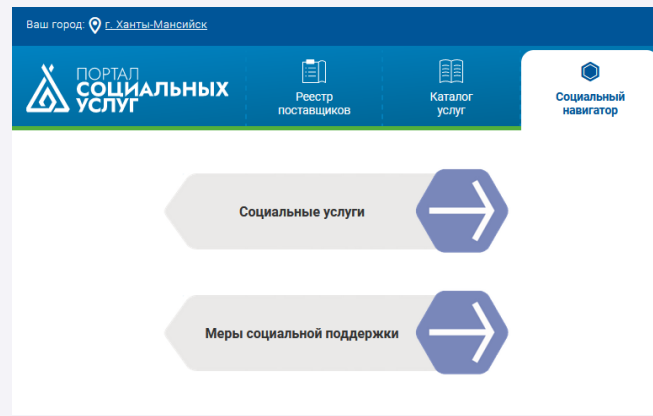 Ваш город: г. Ханты-Мансийск
ПОРТАЛ
СОЦИАЛЬНЫХ
УСЛУГ
Реестр
поставщиков
Каталог
услуг
Социальный
навигатор
Социальные услуги
Меры социальной поддержки